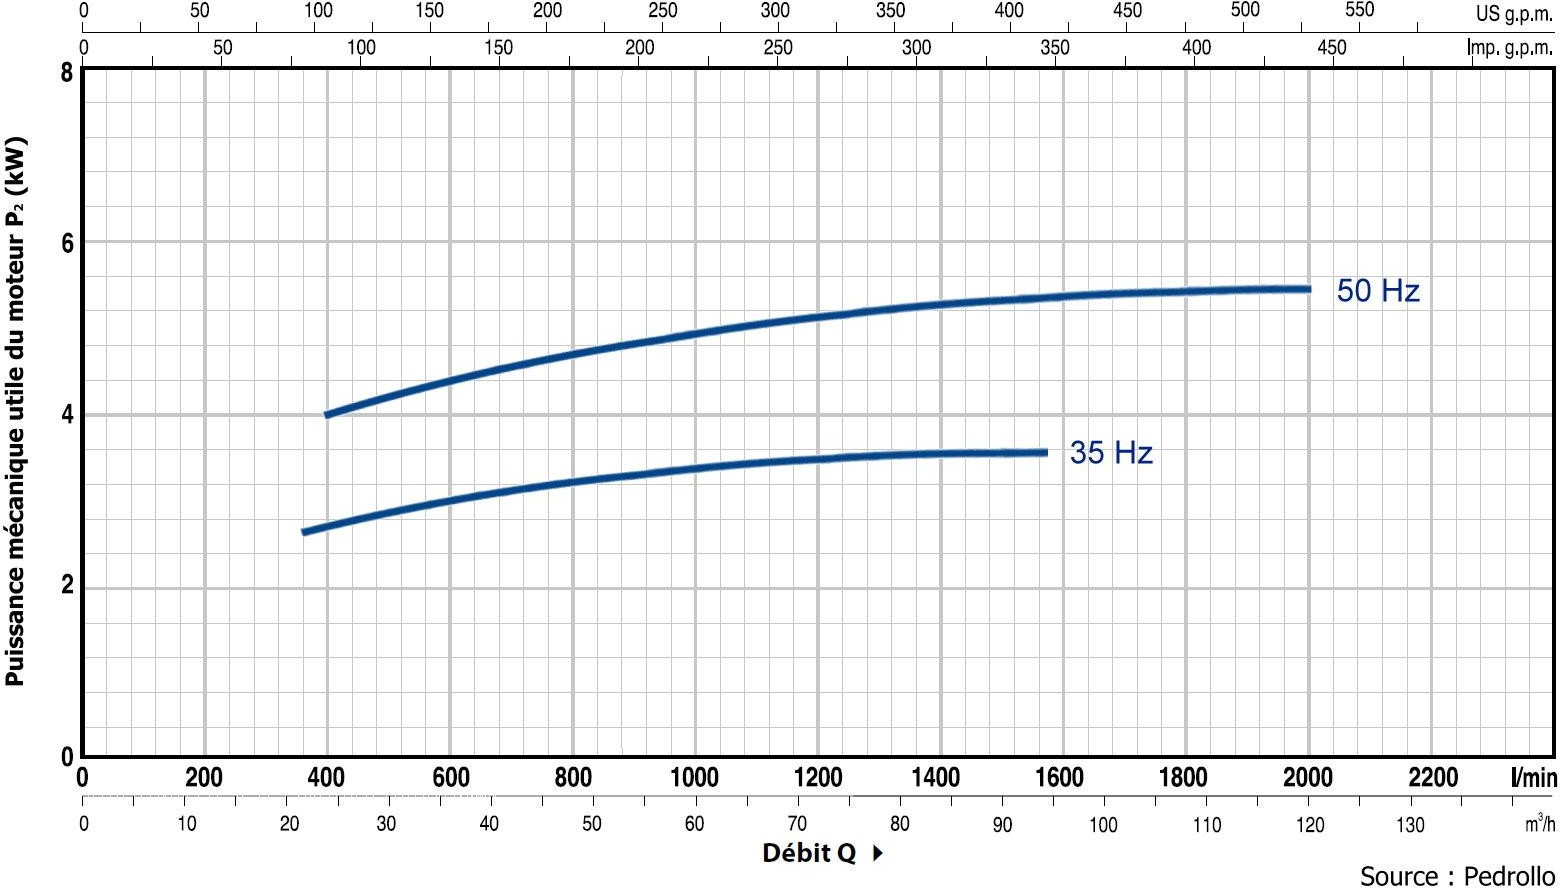 0 50 100 150 200 250 300 350 400 450 500 550 US g.p.m.
0 50 100 150 200 250 300 350 400 450 Imp. g.p.m.
Puissance mécanique utile du moteur P₂ (kW)
8
6
4
2
0
50 Hz
35 Hz
0 200 400 600 800 1000 1200 1400 1600 1800 2000 2200 l/min
0 10 20 30 40 50 60 70 80 90 100 110 120 130 m³/h
Débit Q
Source : Pedrollo